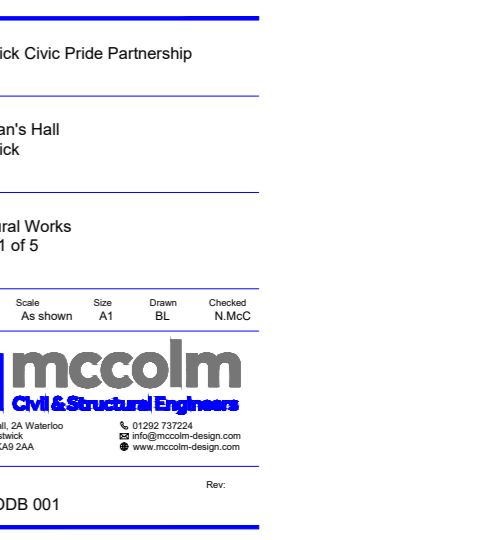 ick Civic Pride Partnership
an's Hall
ick
ural Works
1 of 5
Scale Size Drawn Checked
As shown A1 BL N.McC
mccolm
Civil & Structural Engineers
all, 2A Waterloo
stwick
KA9 2AA
01292 737224
info@mccolm-design.com
www.mccolm-design.com
Rev:
DDB 001